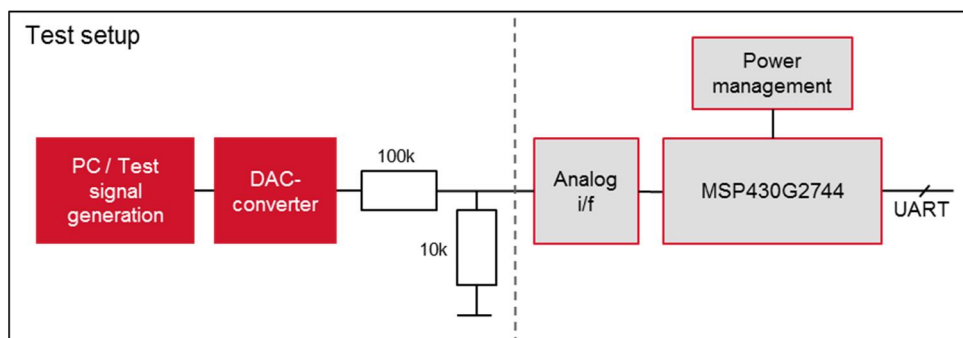 Test setup
Power
management
PC / Test
signal
generation
DAC-
converter
100k
10k
Analog
i/f
MSP430G2744
UART